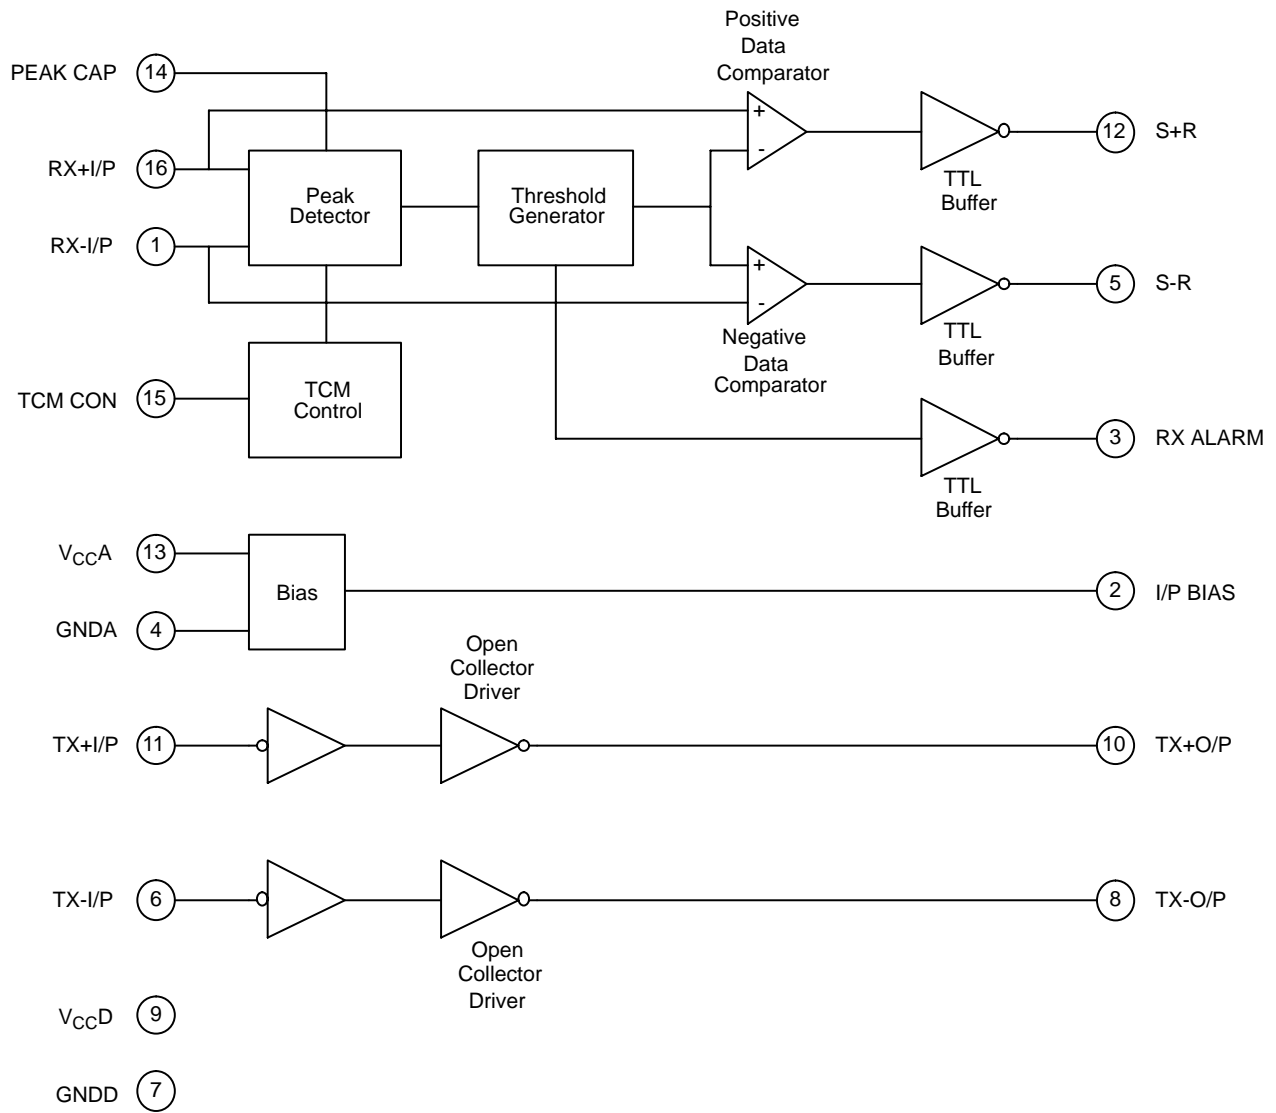 Positive
Data
Comparator
PEAK CAP 14
+
-
12 S+R
RX+I/P 16
Peak
Detector
Threshold
Generator
TTL
Buffer
RX-I/P 1
+
-
5 S-R
Negative
Data
Comparator
TTL
Buffer
TCM CON 15
TCM
Control
3 RX ALARM
TTL
Buffer
VCCA 13
Bias
2 I/P BIAS
GNDA 4
Open
Collector
Driver
TX+I/P 11
10 TX+O/P
TX-I/P 6
8 TX-O/P
Open
Collector
Driver
VCCD 9
GNDD 7